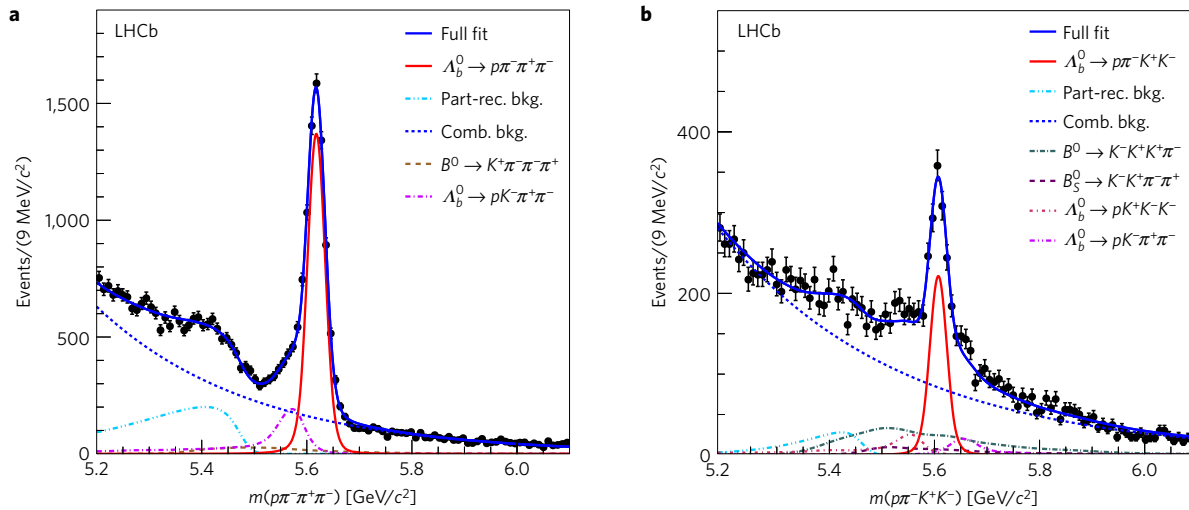 a
LHCb
Full fit
Λb0 → pπ−π+π−
Part-rec. bkg.
Comb. bkg.
B0 → K+π−π−π+
Λb0 → pK−π+π−
1,500
1,000
500
0
5.2
5.4
5.6
5.8
6.0
Events/(9 MeV/c2)
m(pπ−π+π−) [GeV/c2]
b
LHCb
Full fit
Λb0 → pπ−K+K−
Part-rec. bkg.
Comb. bkg.
B0 → K−K+K+π−
BS0 → K−K+π−π+
Λb0 → pK+K−K−
Λb0 → pK−π+π−
400
200
0
5.2
5.4
5.6
5.8
6.0
Events/(9 MeV/c2)
m(pπ−K+K−) [GeV/c2]